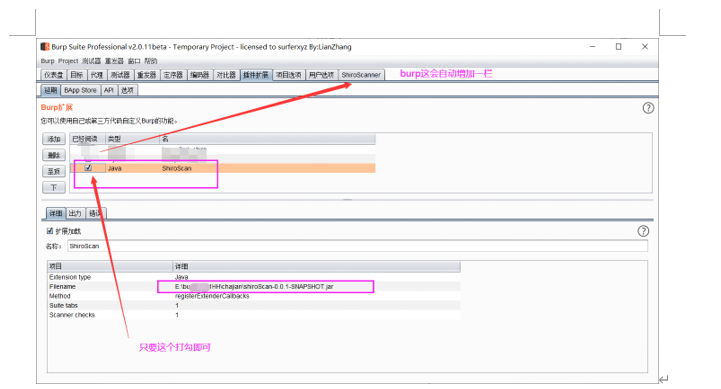 Burp Suite Professional v2.0.11beta - Temporary Project - licensed to surferxyz By:LianZhang
Burp Project 测试器 重发器 窗口 帮助
仪表盘 目标 代理 测试器 重发器 定序器 编码器 对比器 插件扩展 项目选项 用户选项 ShiroScanner burp这会自动增加一栏
延期 BApp Store API 选项
Burp扩展
您可以使用自己或第三方代码自定义Burp的功能。
添加 已经阅读 类型 名
删除
至顶 Java ShiroScan
下
详细 出力 错误
扩展加载
名称: ShiroScan
项目 详细
Extension type Java
Filename E:\bu 1HH\chajian\shiroScan-0.0.1-SNAPSHOT.jar
Method registerExtenderCallbacks
Suite tabs 1
Scanner checks 1
只要这个打勾即可